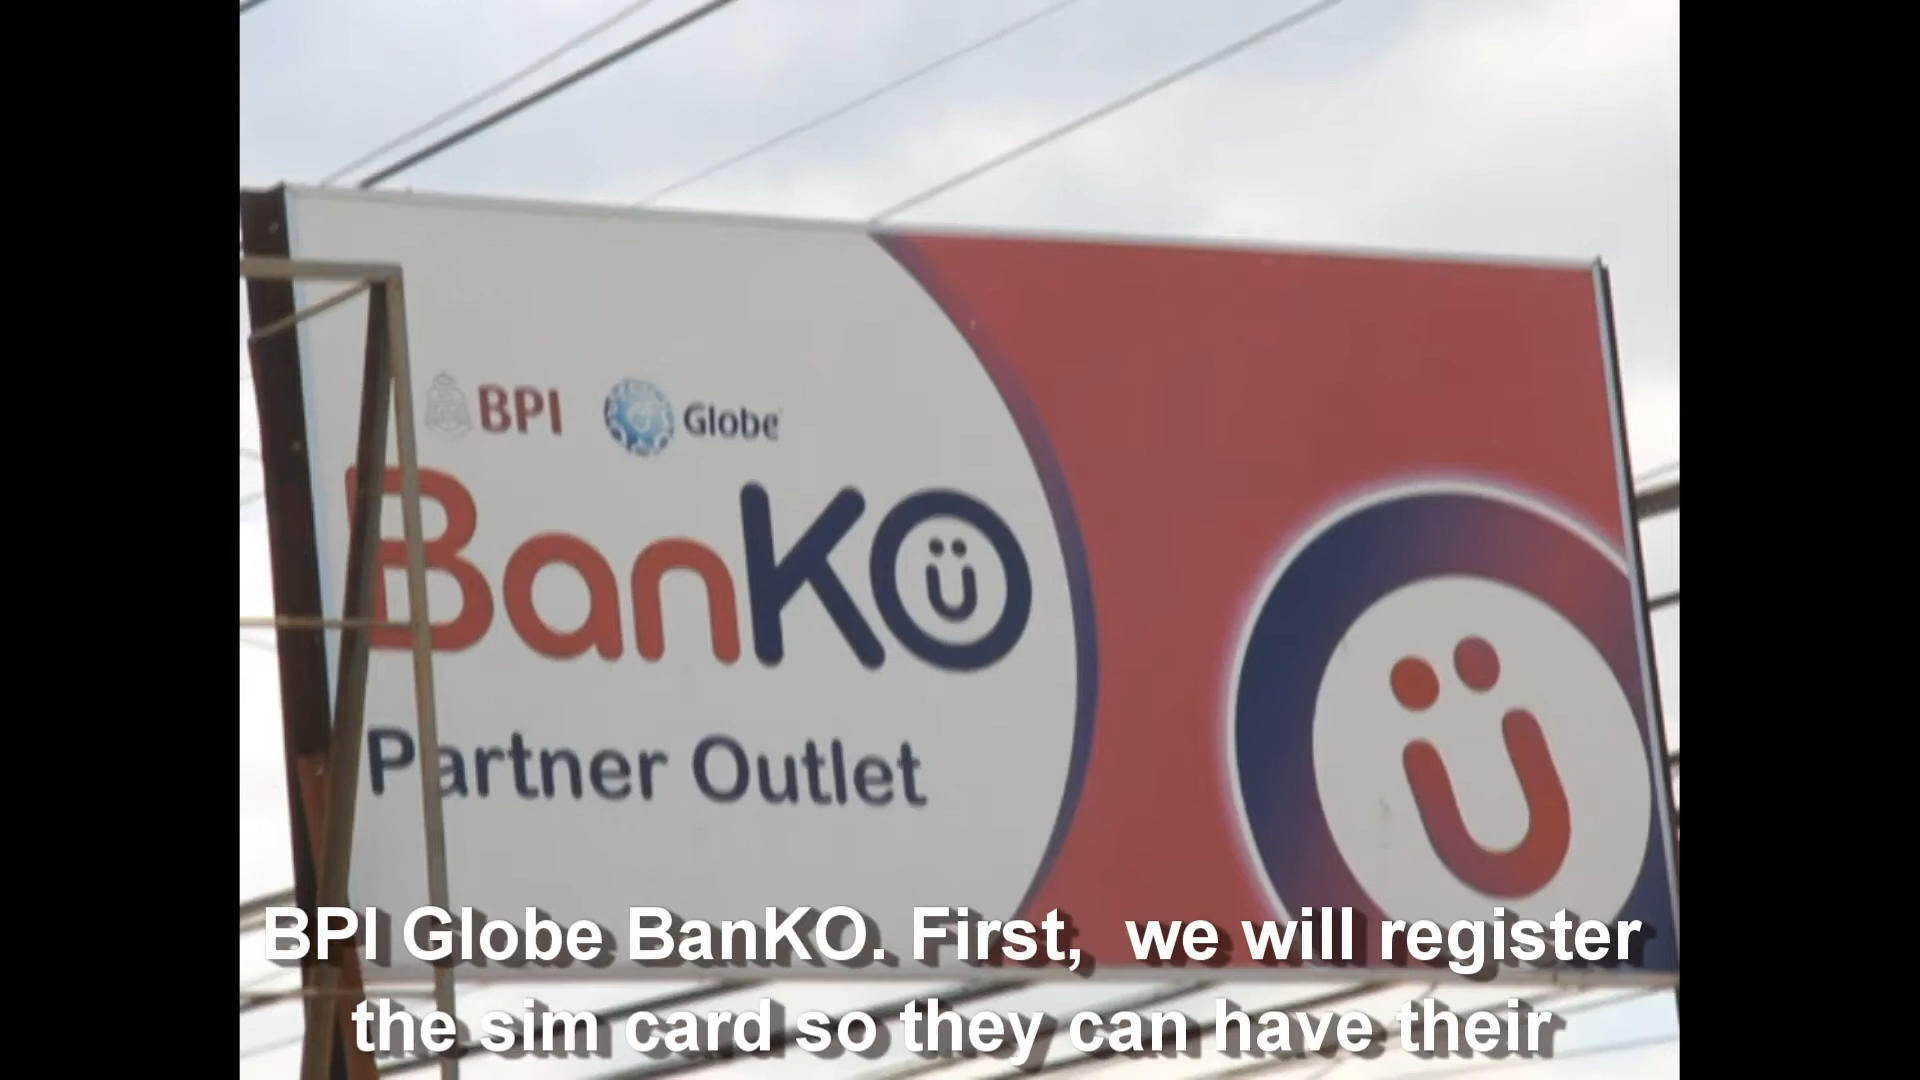 BPI Globe
BanKO
Partner Outlet
BPI Globe BanKO. First, we will register
the sim card so they can have their